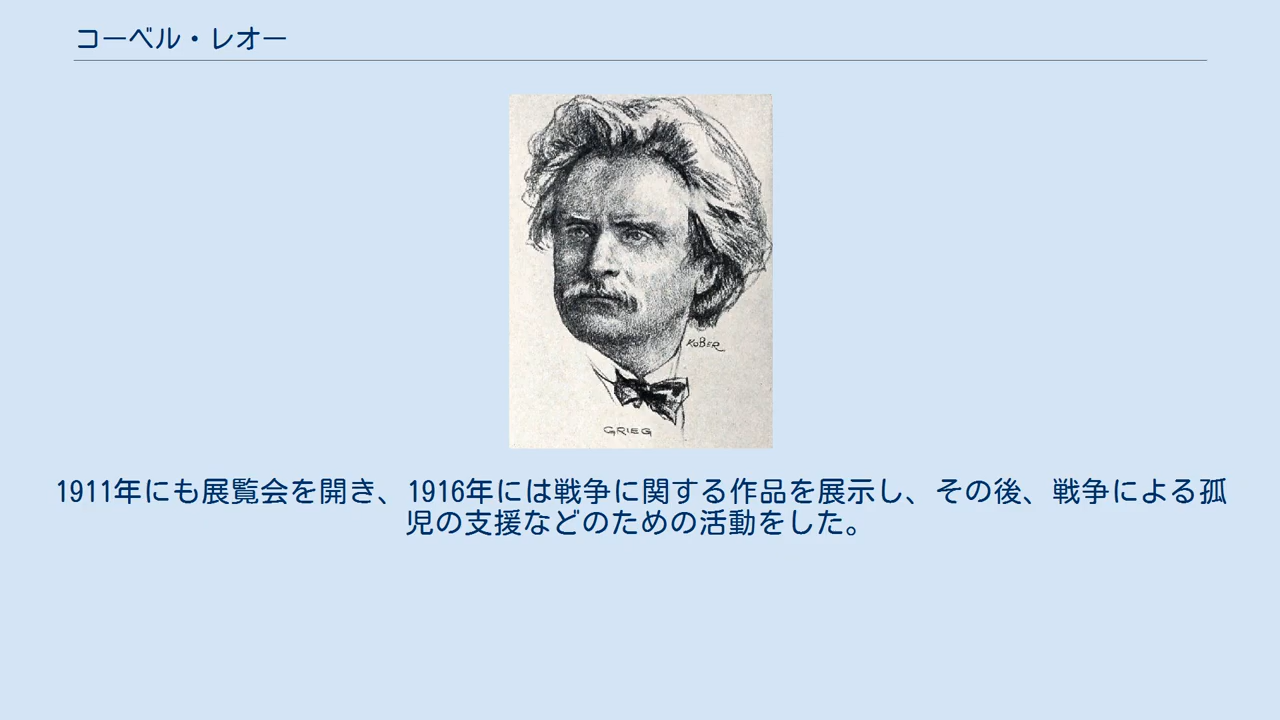 コーベル・レオー
KOBER
GRIEG
1911年にも展覧会を開き、1916年には戦争に関する作品を展示し、その後、戦争による孤
児の支援などのための活動をした。